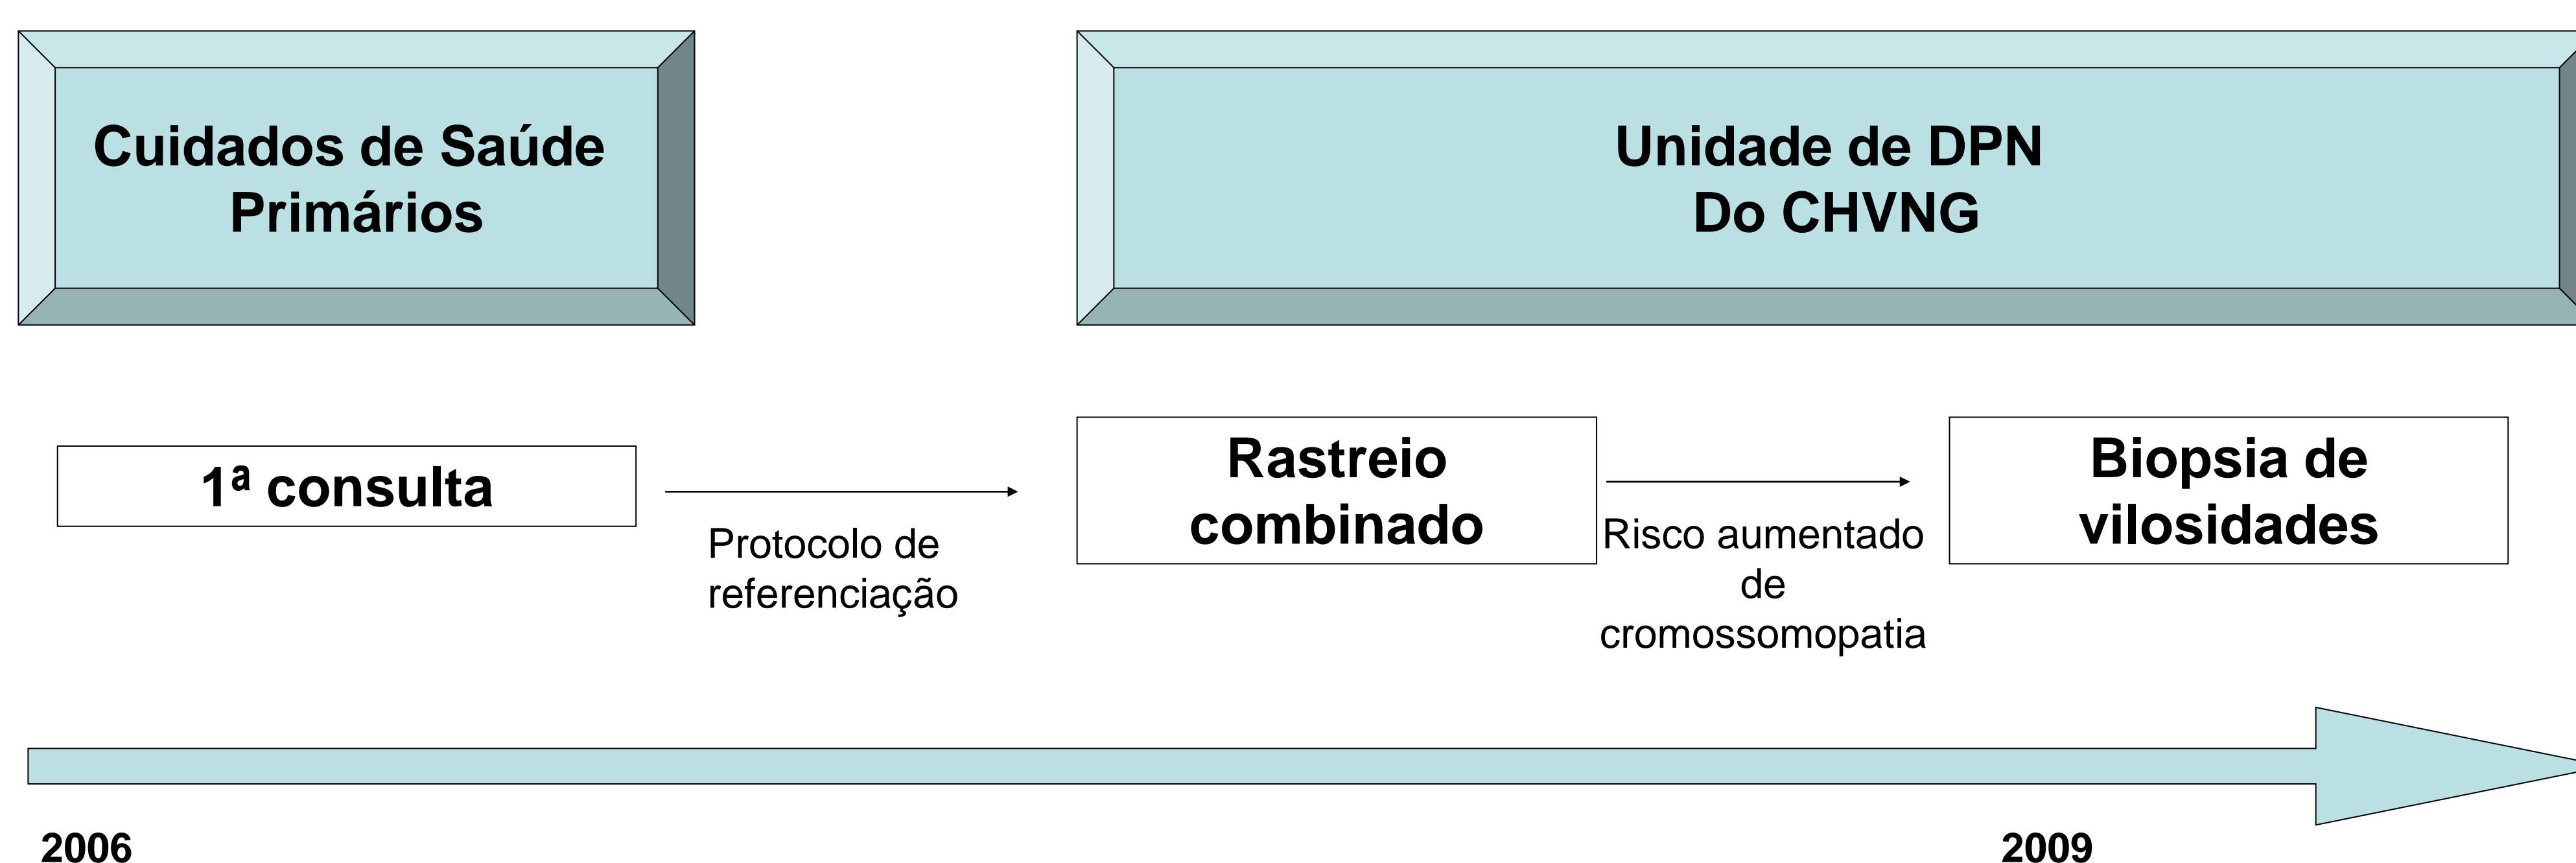 Cuidados de Saúde
Primários
Unidade de DPN
Do CHVNG
1ª consulta
Protocolo de
referenciação
Rastreio
combinado
Risco aumentado
de
cromossomopatia
Biopsia de
vilosidades
2006
2009